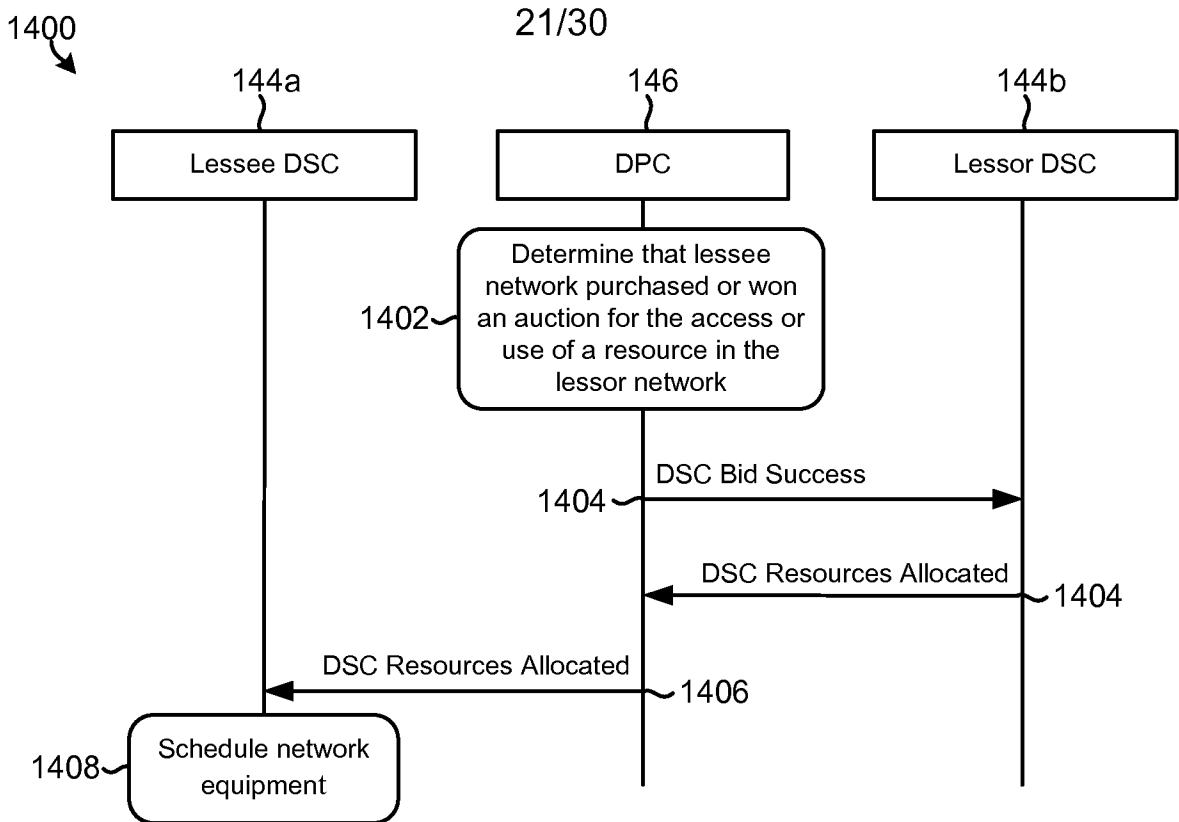 21/30
1400
144a
146
144b
Lessee DSC
DPC
Lessor DSC
Determine that lessee
network purchased or won
an auction for the access or
use of a resource in the
lessor network
1402
DSC Bid Success
1404
DSC Resources Allocated
1404
DSC Resources Allocated
1406
Schedule network
equipment
1408